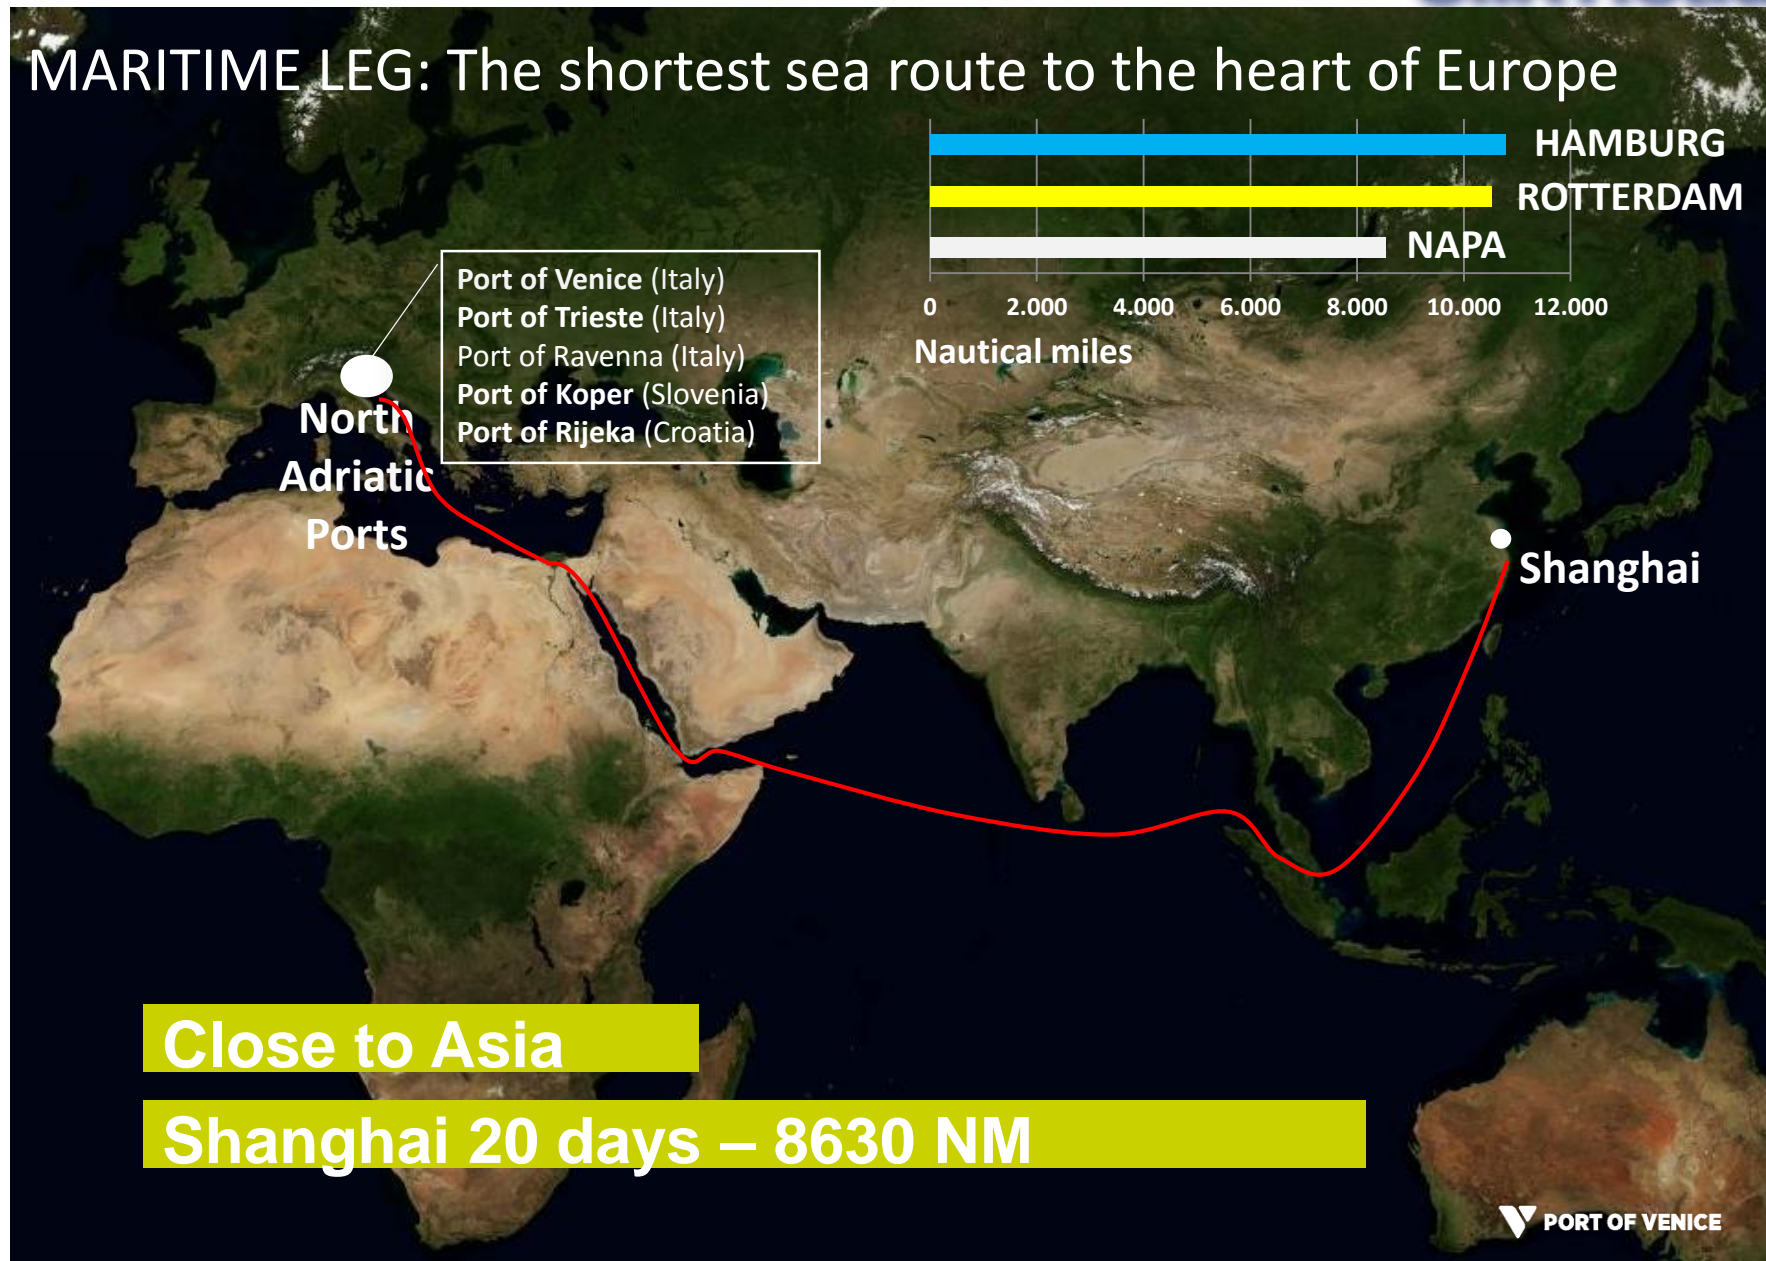 MARITIME LEG: The shortest sea route to the heart of Europe
HAMBURG
ROTTERDAM
NAPA
0 2.000 4.000 6.000 8.000 10.000 12.000
Nautical miles
Port of Venice (Italy)
Port of Trieste (Italy)
Port of Ravenna (Italy)
Port of Koper (Slovenia)
Port of Rijeka (Croatia)
North
Adriatic
Ports
Shanghai
Close to Asia
Shanghai 20 days – 8630 NM
PORT OF VENICE